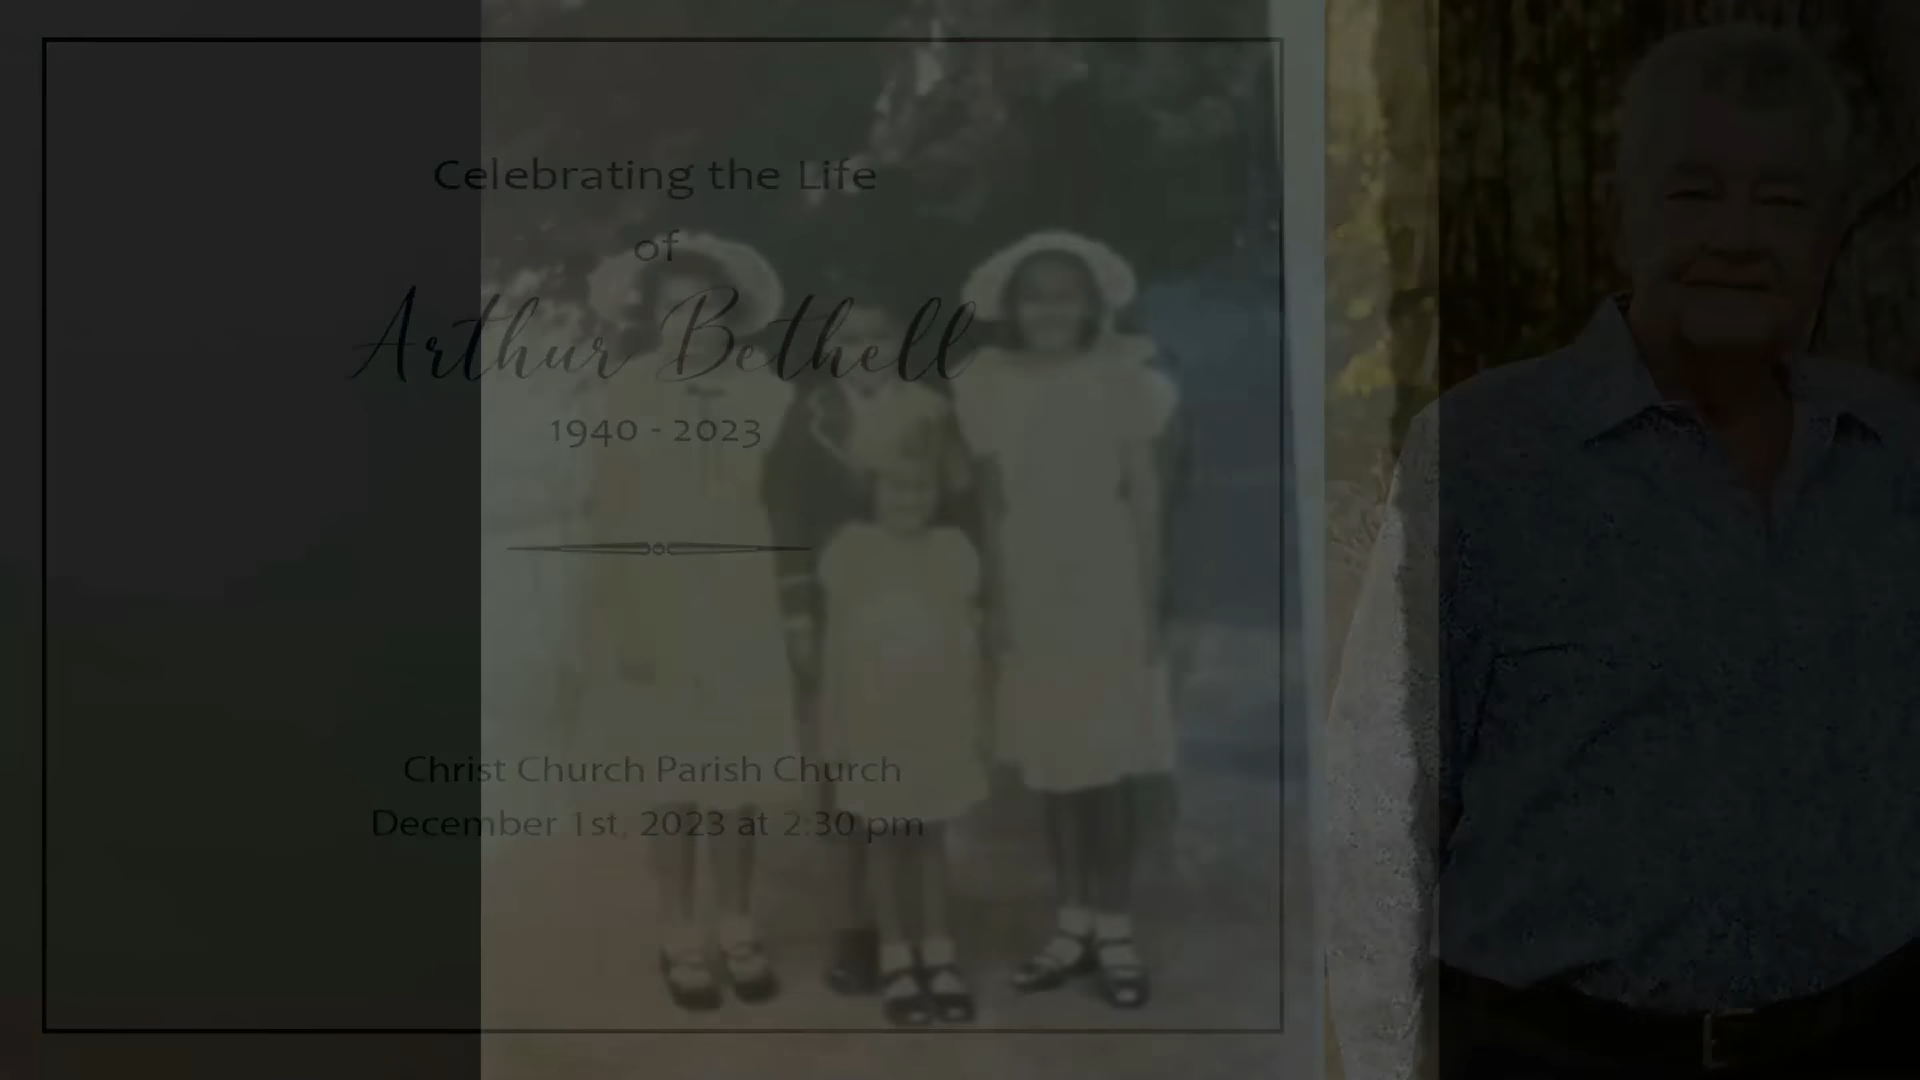 Celebrating the Life
of
Arthur Bethell
1940 - 2023
Christ Church Parish Church
December 1st, 2023 at 2:30 pm